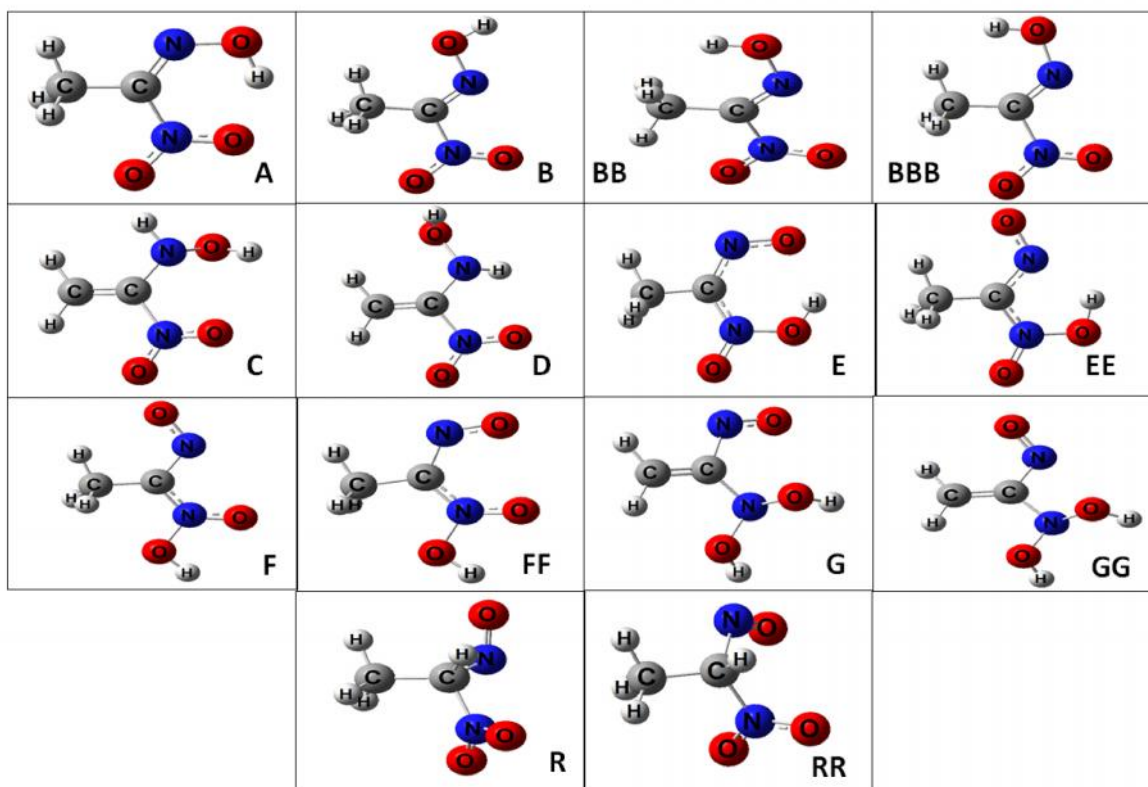 H N O
H
C C
H
H N O
O A
H
O
H N
C C
H H
N O
O B
H O
H N
H
C C
H N O
O BB
H O
H N
C C
H H
N O
O BBB
H
N O H
H
C C
H N O
O C
H
O
H N H
C C
H N O
O D
N O
H
C C H
H H
N O
O E
O
H N
C C H
H H
N O
O EE
O
N
H
C C
H H
N O
O H F
N O
H
C C
H H N O
O H FF
N O
H
C C
H
N O H
O
H G
O
H N
C C
H
N O H
O
H GG
O
H H N
C C
H H
N O
O R
N O
H
C C H
H
H N O
O RR